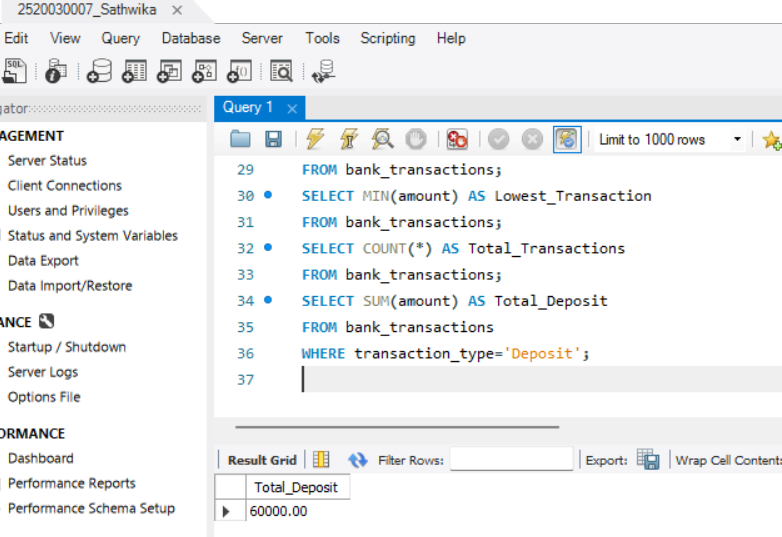 2520030007_Sathwika ×
Edit View Query Database Server Tools Scripting Help
SQL
gator
Query 1 ×
AGEMENT
Server Status
Client Connections
Users and Privileges
Status and System Variables
Data Export
Data Import/Restore
ANCE
Startup / Shutdown
Server Logs
Options File
ORMANCE
Dashboard
Performance Reports
Performance Schema Setup
Limit to 1000 rows
29 FROM bank_transactions;
30 SELECT MIN(amount) AS Lowest_Transaction
31 FROM bank_transactions;
32 SELECT COUNT(*) AS Total_Transactions
33 FROM bank_transactions;
34 SELECT SUM(amount) AS Total_Deposit
35 FROM bank_transactions
36 WHERE transaction_type='Deposit';
37
Result Grid Filter Rows: Export: Wrap Cell Content:
Total_Deposit
60000.00